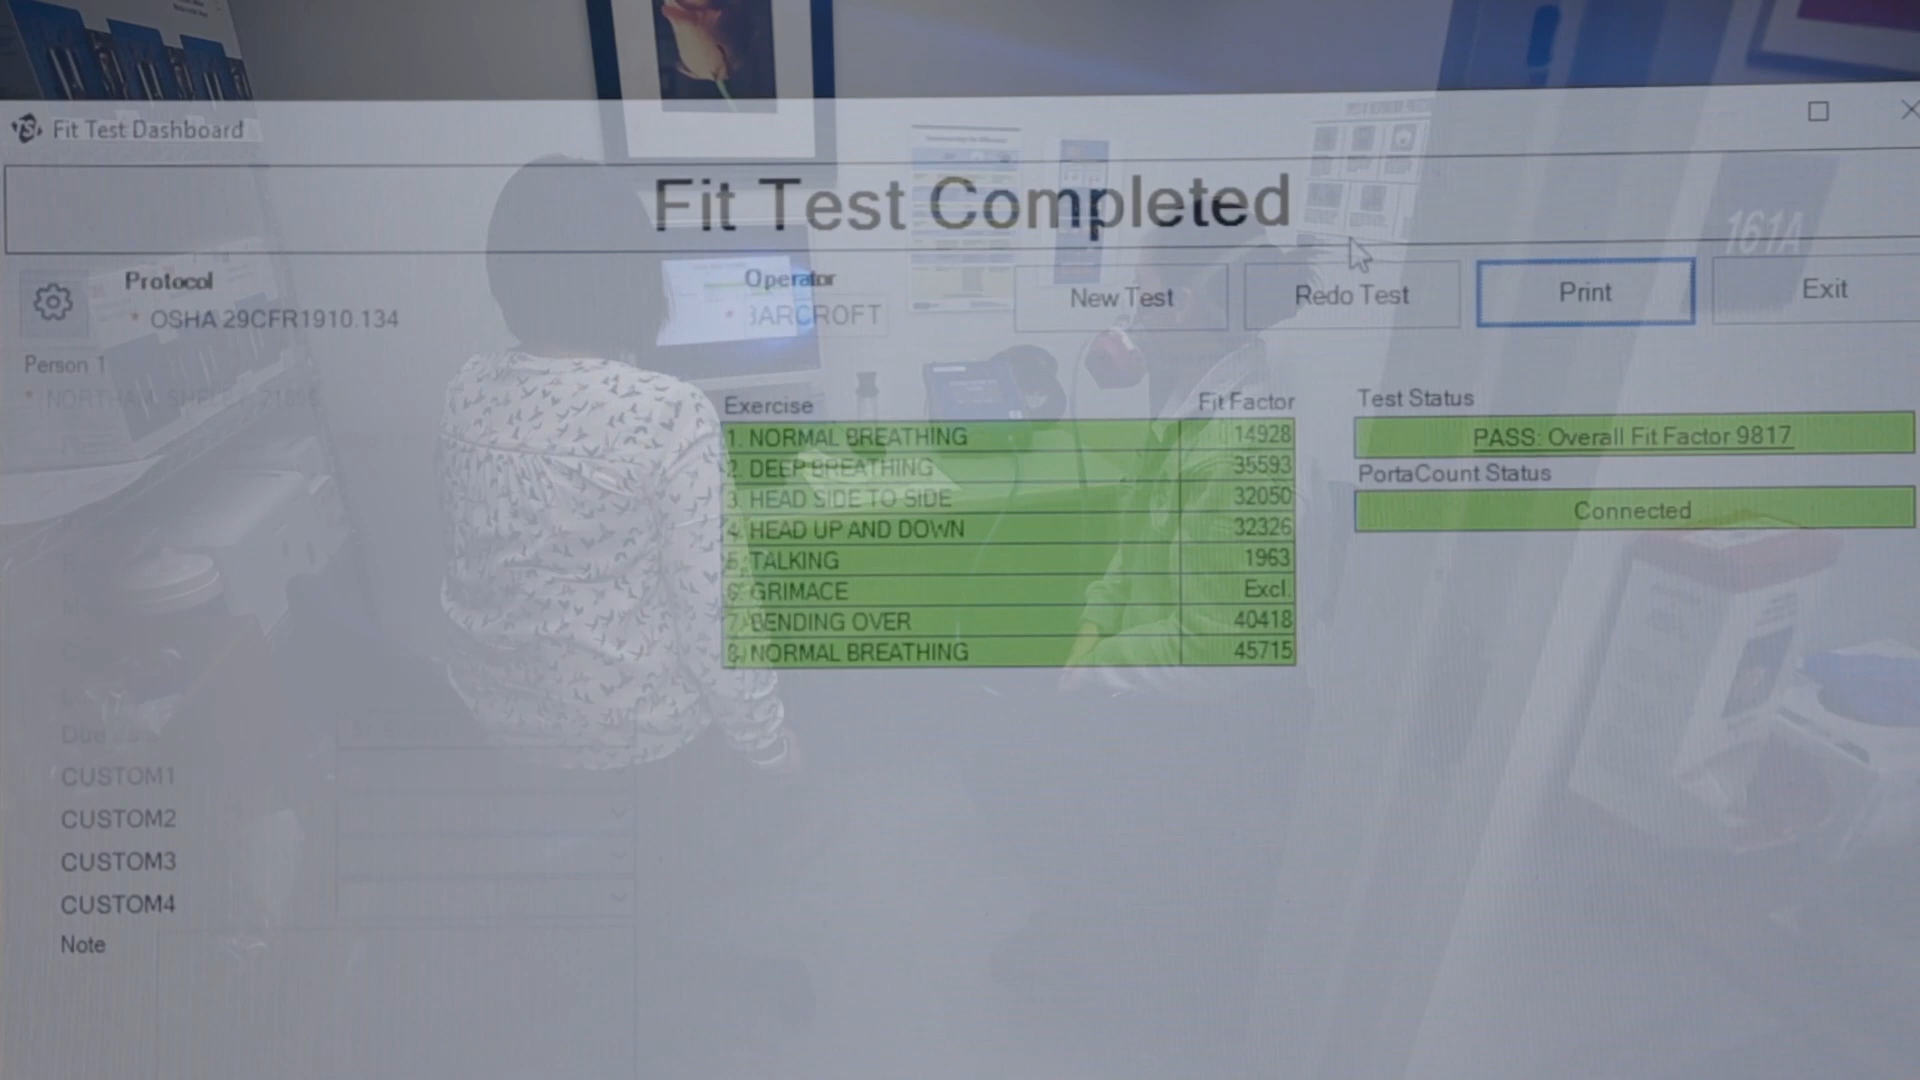 Fit Test Dashboard
Fit Test Completed
Protocol
* OSHA 29CFR1910.134
Operator
* BARCROFT
New Test
Redo Test
Print
Exit
161A
Person 1
Exercise Fit Factor
1. NORMAL BREATHING 14928
2. DEEP BREATHING 35593
3. HEAD SIDE TO SIDE 32050
4. HEAD UP AND DOWN 32326
5. TALKING 1963
6. GRIMACE Excl.
7. BENDING OVER 40418
8. NORMAL BREATHING 45715
Test Status
PASS: Overall Fit Factor 9817
PortaCount Status
Connected
Due
CUSTOM1
CUSTOM2
CUSTOM3
CUSTOM4
Note